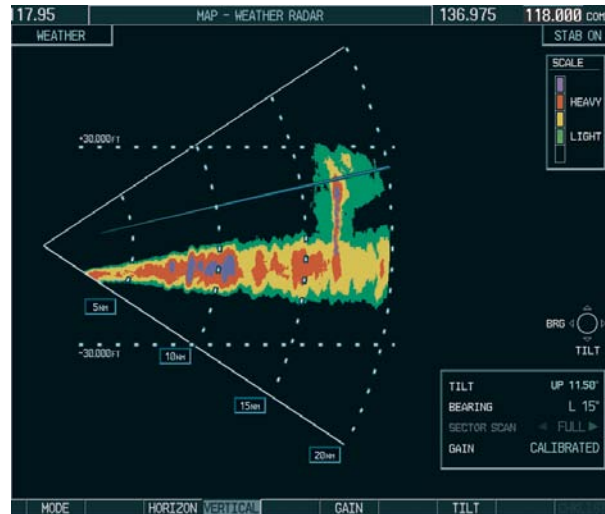 117.95 MAP - WEATHER RADAR 136.975 118.000 COM
WEATHER STAB ON
SCALE
HEAVY
LIGHT
+30,000FT
5NM
BRG
TILT
-30,000FT
10NM
TILT UP 11.50°
BEARING L 15°
SECTOR SCAN FULL
GAIN CALIBRATED
15NM
20NM
MODE HORIZON VERTICAL GAIN TILT